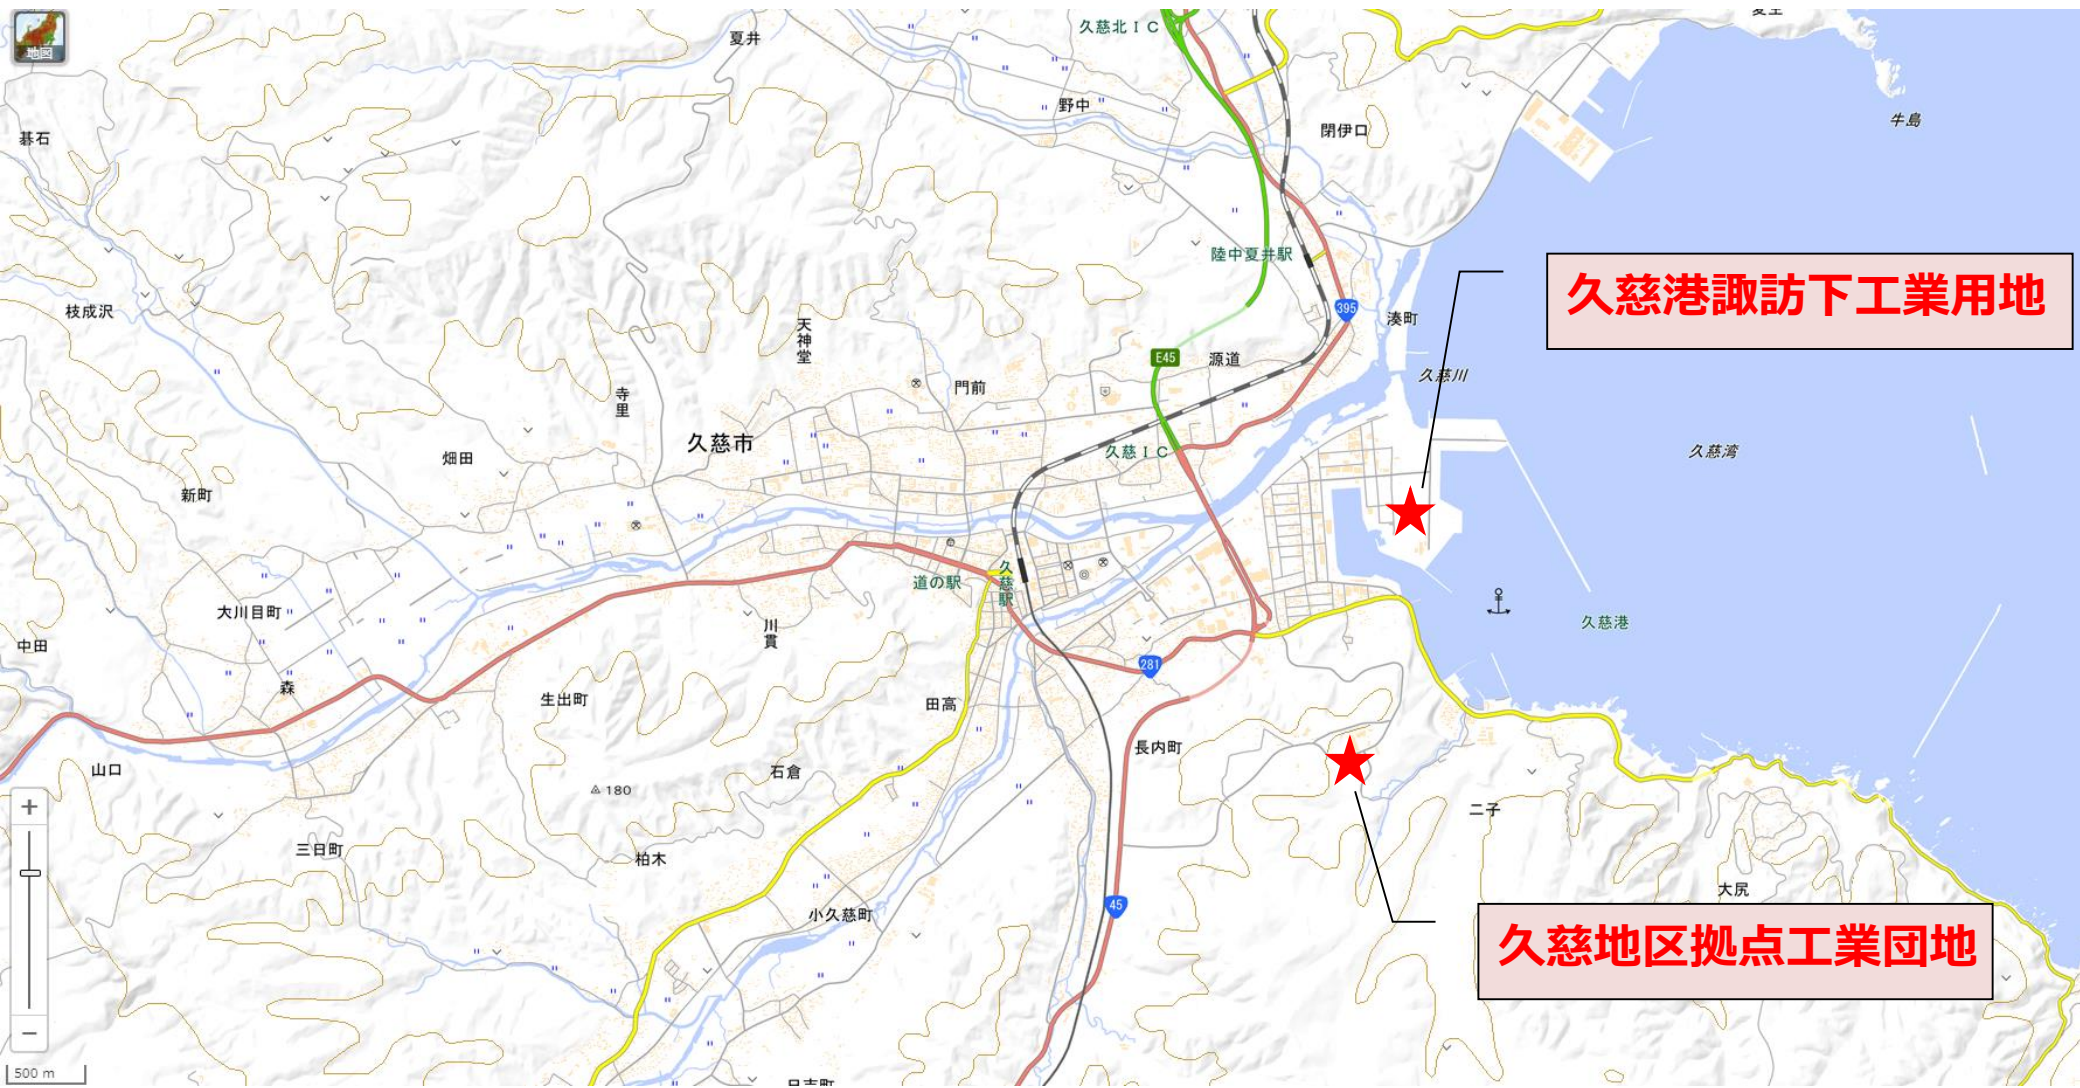 地図
夏井
久慈北IC
野中
閉伊口
牛島
碁石
陸中夏井駅
久慈港諏訪下工業用地
枝成沢
天神堂
395
湊町
E45
源道
久慈川
寺里
門前
久慈市
久慈IC
久慈湾
畑田
新町
道の駅
久慈駅
大川目町
川貫
久慈港
中田
森
281
生出町
田高
長内町
山口
石倉
180
二子
三日町
柏木
大尻
45
小久慈町
久慈地区拠点工業団地
+
−
500 m